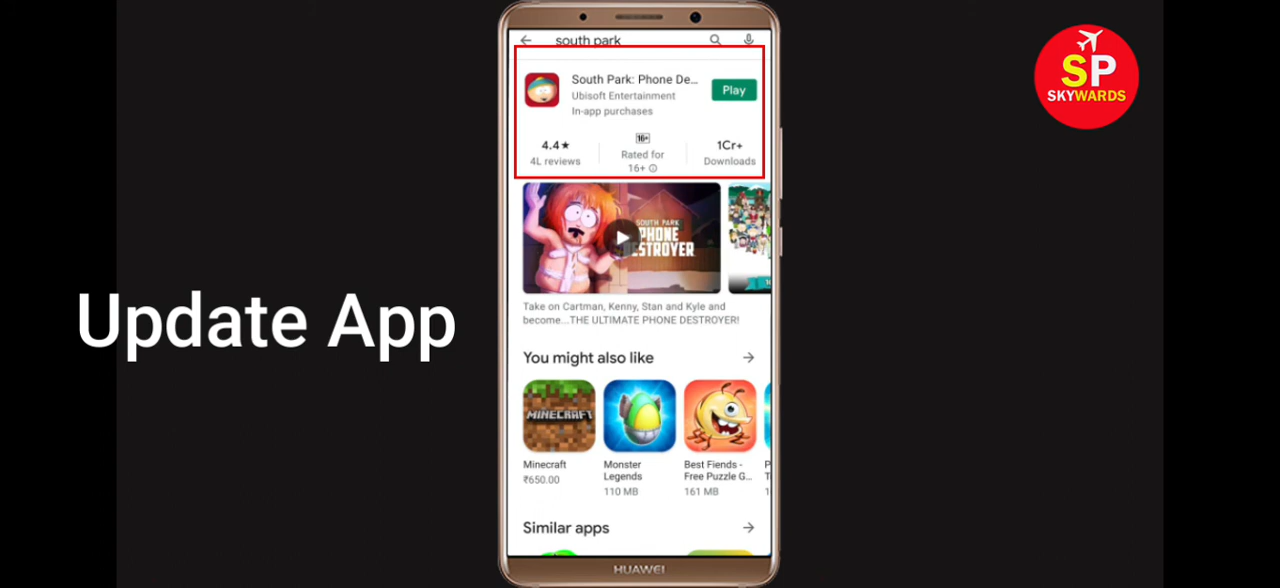 south park
South Park: Phone De...
Ubisoft Entertainment
In-app purchases
Play
4.4★
4L reviews
16+
Rated for
16+
1Cr+
Downloads
SOUTH PARK
PHONE
DESTROYER
Take on Cartman, Kenny, Stan and Kyle and
become...THE ULTIMATE PHONE DESTROYER!
You might also like
MINECRAFT
Minecraft
₹650.00
Monster
Legends
110 MB
Best Fiends -
Free Puzzle G...
161 MB
Similar apps
HUAWEI
Update App
SP
SKYWARDS